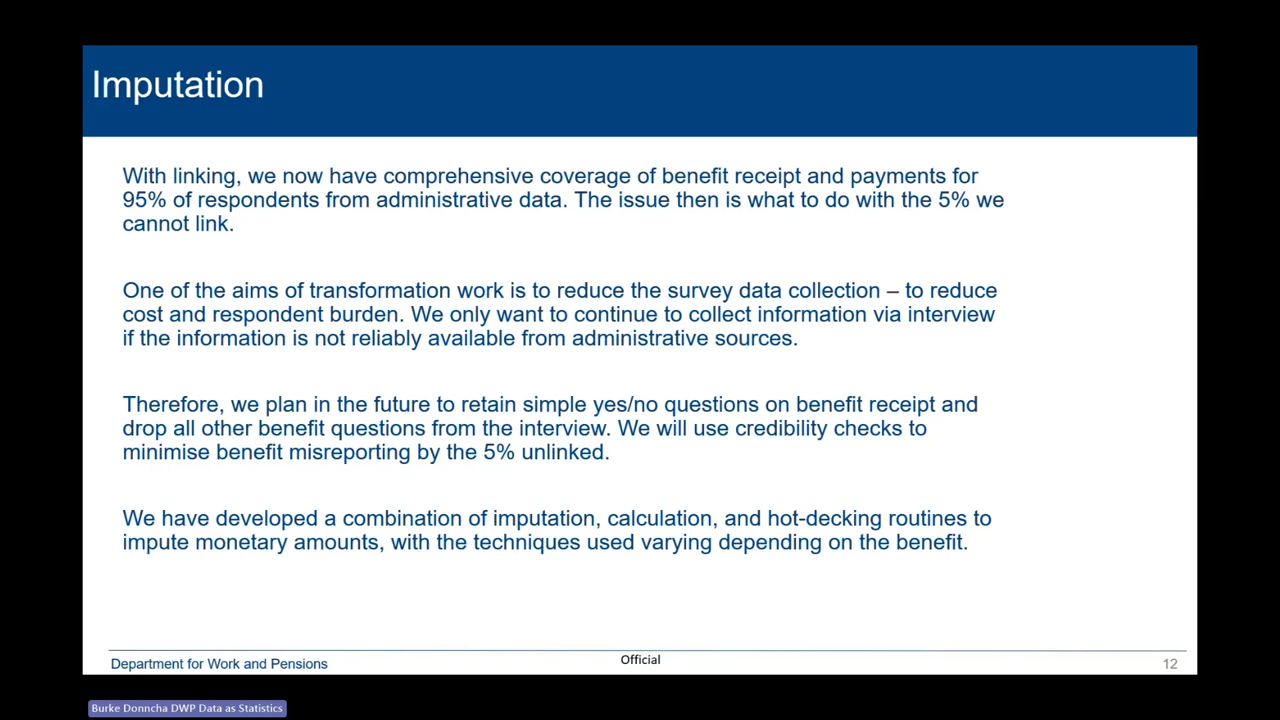 Imputation
With linking, we now have comprehensive coverage of benefit receipt and payments for
95% of respondents from administrative data. The issue then is what to do with the 5% we
cannot link.
One of the aims of transformation work is to reduce the survey data collection – to reduce
cost and respondent burden. We only want to continue to collect information via interview
if the information is not reliably available from administrative sources.
Therefore, we plan in the future to retain simple yes/no questions on benefit receipt and
drop all other benefit questions from the interview. We will use credibility checks to
minimise benefit misreporting by the 5% unlinked.
We have developed a combination of imputation, calculation, and hot-decking routines to
impute monetary amounts, with the techniques used varying depending on the benefit.
Department for Work and Pensions
Official
12
Burke Donncha DWP Data as Statistics